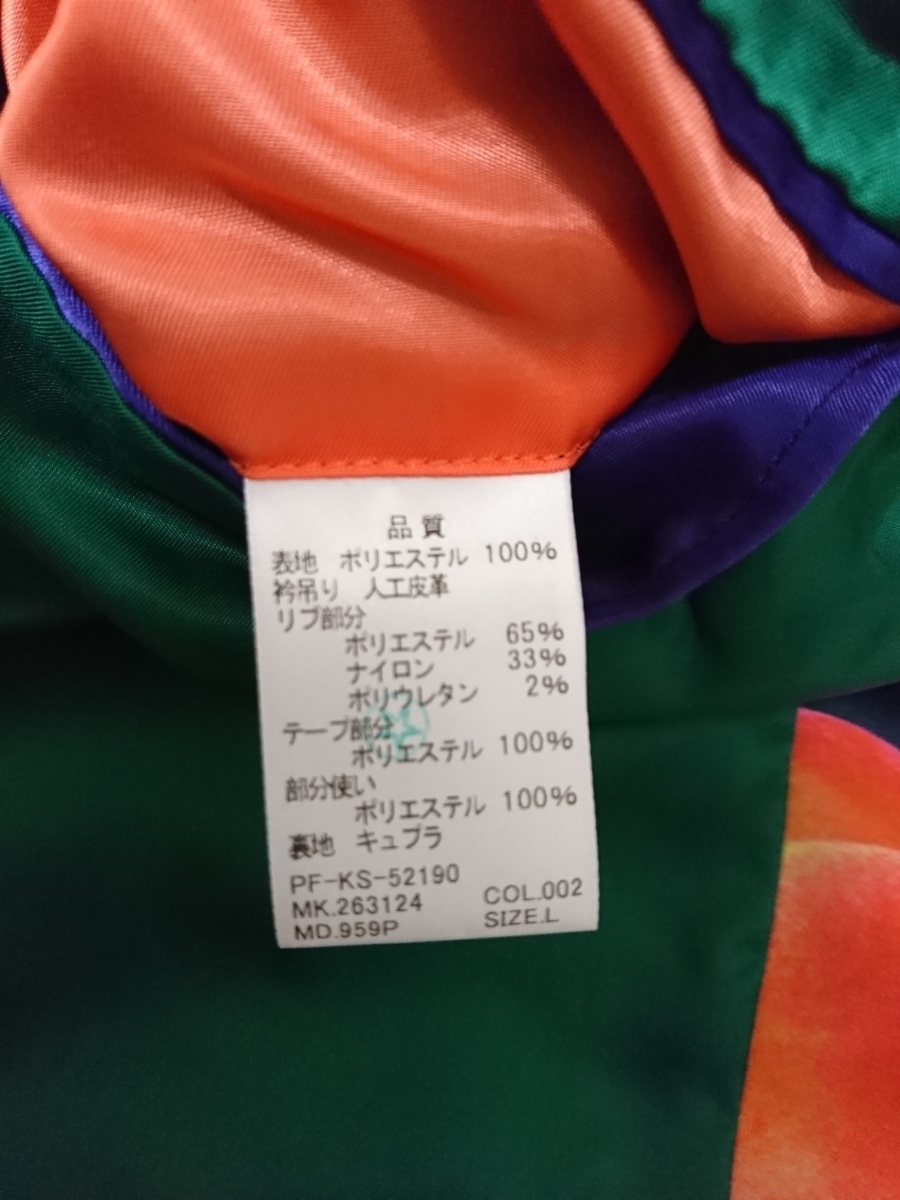 品質
表地 ポリエステル 100%
衿吊り 人工皮革
リブ部分
ポリエステル 65%
ナイロン 33%
ポリウレタン 2%
テープ部分
ポリエステル 100%
部分使い
ポリエステル 100%
裏地 キュプラ
PF-KS-52190
MK.263124 COL.002
MD.959P SIZE.L